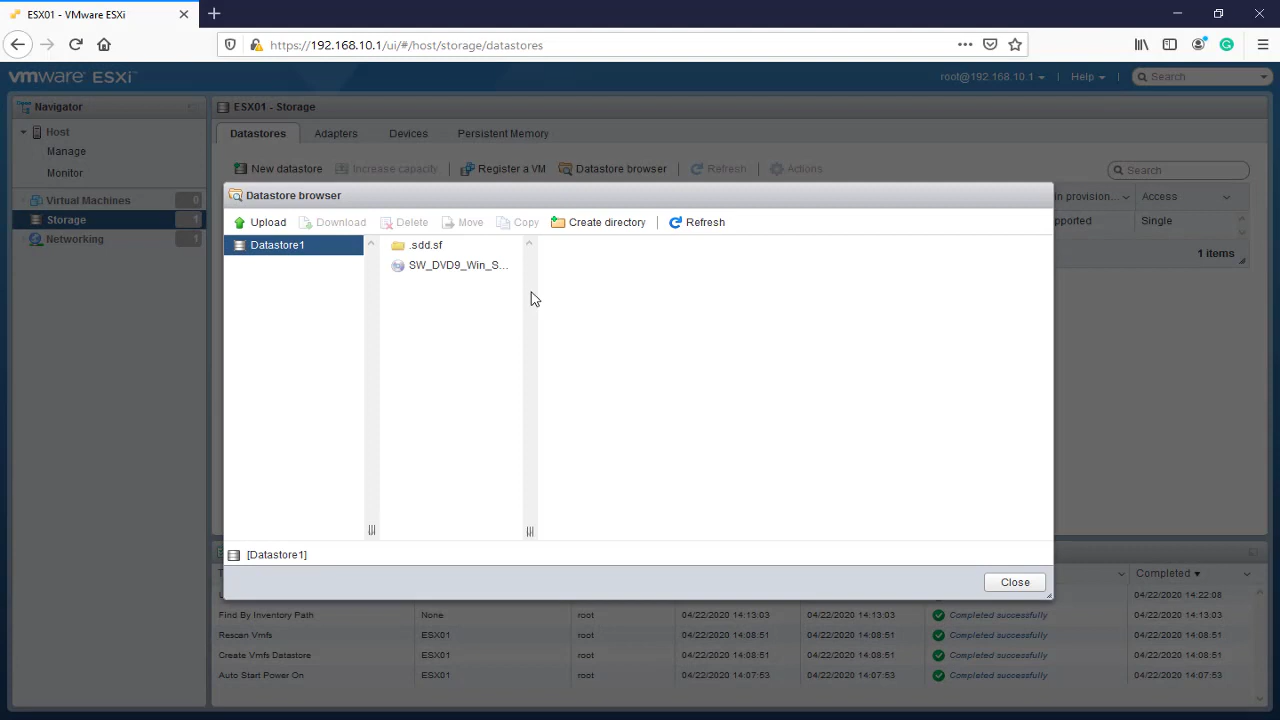 ESX01 - VMware ESXi
https://192.168.10.1/ui/#/host/storage/datastores
vmware ESXi
root@192.168.10.1 | Help | Search
Navigator
ESX01 - Storage
Host
Manage
Monitor
Virtual Machines 0
Storage 1
Networking 1
Datastores Adapters Devices Persistent Memory
New datastore Increase capacity Register a VM Datastore browser Refresh Actions
Search
provision... Access
Single
1 items
Datastore browser
Upload Download Delete Move Copy Create directory Refresh
Datastore1
.sdd.sf
SW_DVD9_Win_S...
[Datastore1]
Close
Completed
04/22/2020 14:22:08
Find By Inventory Path None root 04/22/2020 14:13:03 04/22/2020 14:13:03 Completed successfully 04/22/2020 14:13:03
Rescan Vmfs ESX01 root 04/22/2020 14:08:51 04/22/2020 14:08:51 Completed successfully 04/22/2020 14:08:51
Create Vmfs Datastore ESX01 root 04/22/2020 14:08:51 04/22/2020 14:08:51 Completed successfully 04/22/2020 14:08:51
Auto Start Power On ESX01 root 04/22/2020 14:07:53 04/22/2020 14:07:53 Completed successfully 04/22/2020 14:07:53